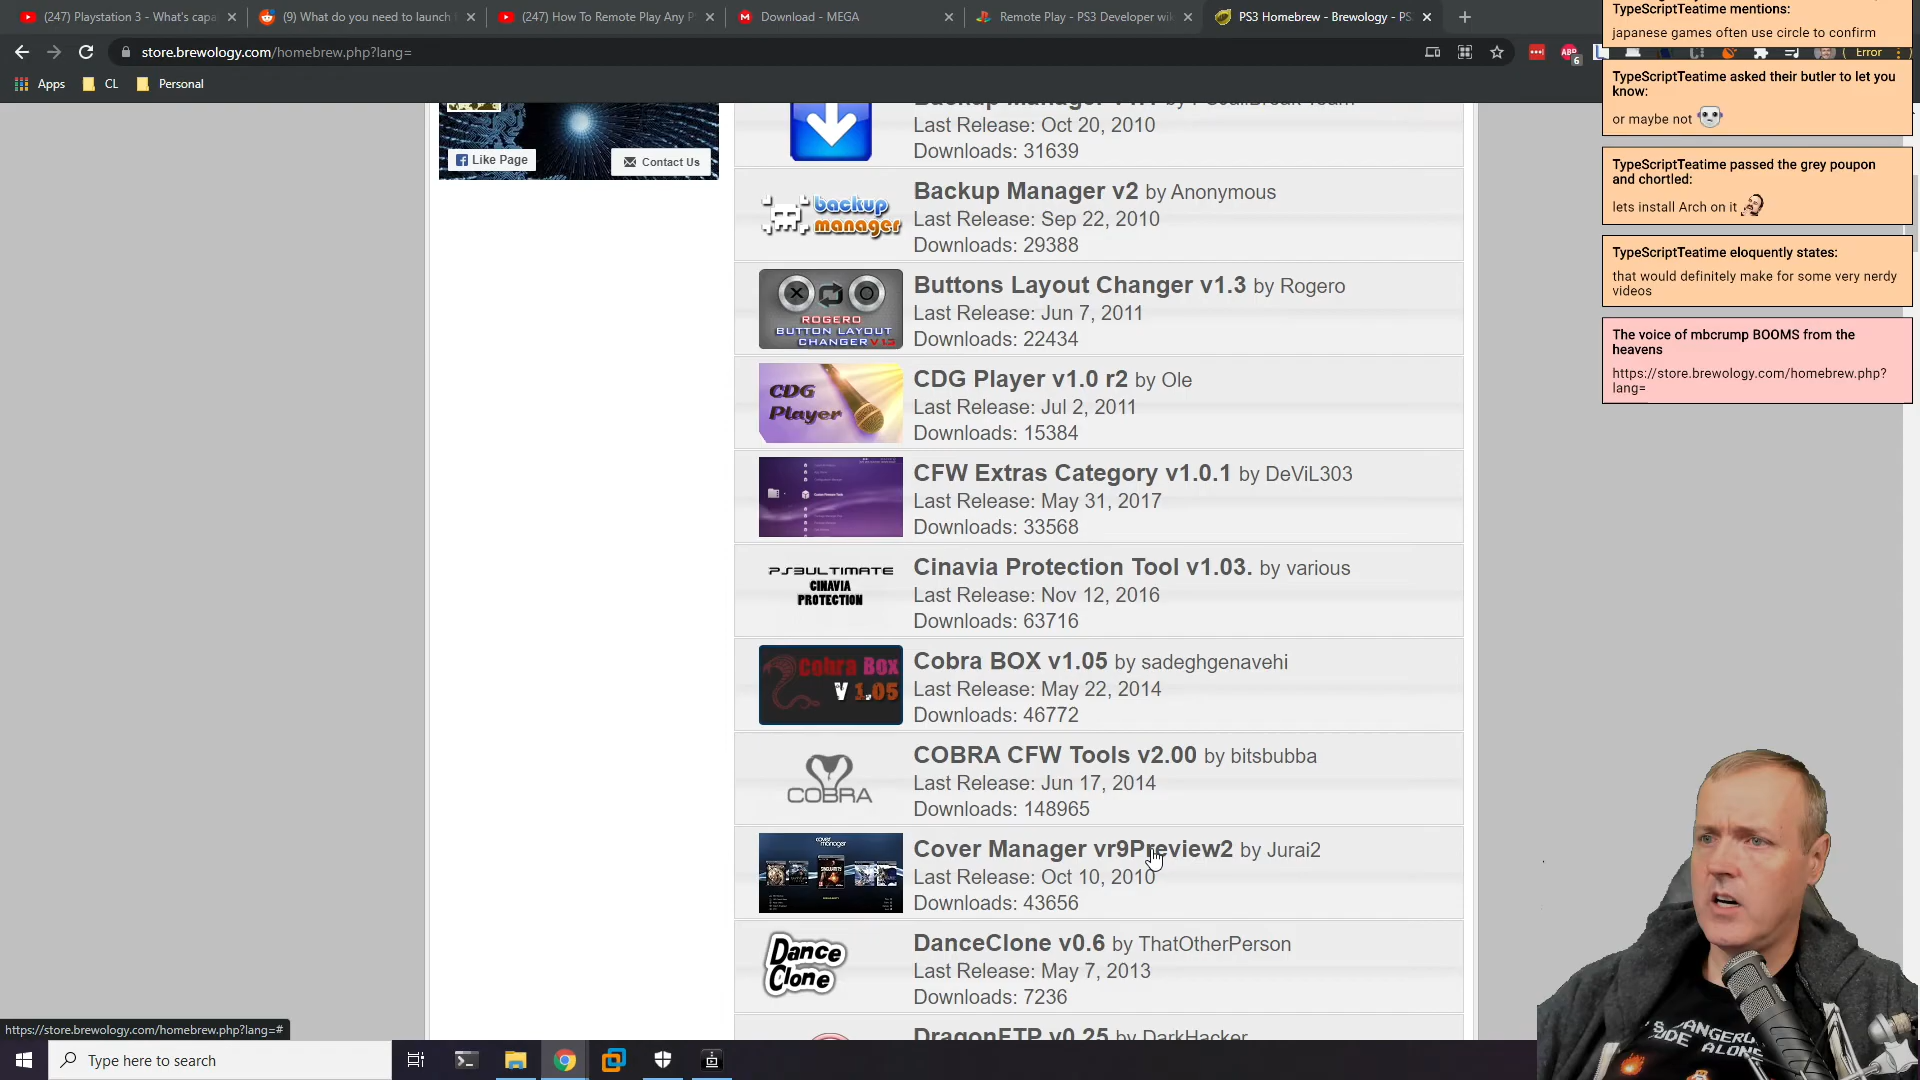 (247) Playstation 3 - What's capa
(9) What do you need to launch
(247) How To Remote Play Any P
Download - MEGA
Remote Play - PS3 Developer wi
PS3 Homebrew - Brewology - PS
store.brewology.com/homebrew.php?lang=
Error
6
Apps
CL
Personal
Like Page
Contact Us
Last Release: Oct 20, 2010
Downloads: 31639
backup
manager
Backup Manager v2 by Anonymous
Last Release: Sep 22, 2010
Downloads: 29388
ROGERO
BUTTON LAYOUT
CHANGER V1.3
Buttons Layout Changer v1.3 by Rogero
Last Release: Jun 7, 2011
Downloads: 22434
CDG
Player
CDG Player v1.0 r2 by Ole
Last Release: Jul 2, 2011
Downloads: 15384
CFW Extras Category v1.0.1 by DeViL303
Last Release: May 31, 2017
Downloads: 33568
PS3ULTIMATE
CINAVIA
PROTECTION
Cinavia Protection Tool v1.03. by various
Last Release: Nov 12, 2016
Downloads: 63716
Cobra Box
V 1.05
Cobra BOX v1.05 by sadeghgenavehi
Last Release: May 22, 2014
Downloads: 46772
COBRA
COBRA CFW Tools v2.00 by bitsbubba
Last Release: Jun 17, 2014
Downloads: 148965
cover
manager
Cover Manager vr9Preview2 by Jurai2
Last Release: Oct 10, 2010
Downloads: 43656
Dance
Clone
DanceClone v0.6 by ThatOtherPerson
Last Release: May 7, 2013
Downloads: 7236
DragonFTP v0.25 by DarkHacker
TypeScriptTeatime mentions:
japanese games often use circle to confirm
TypeScriptTeatime asked their butler to let you
know:
or maybe not
TypeScriptTeatime passed the grey poupon
and chortled:
lets install Arch on it
TypeScriptTeatime eloquently states:
that would definitely make for some very nerdy
videos
The voice of mbcrump BOOMS from the
heavens
https://store.brewology.com/homebrew.php?
lang=
https://store.brewology.com/homebrew.php?lang=#
Type here to search